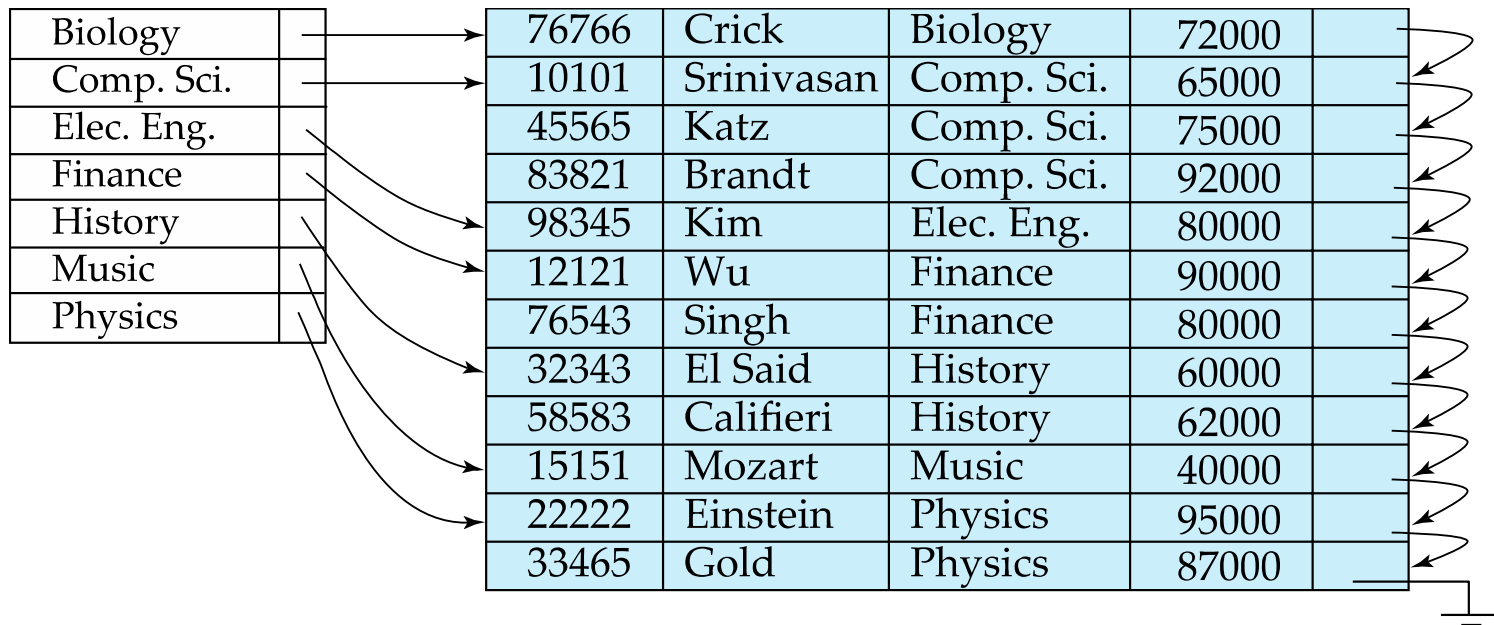 Biology
Comp. Sci.
Elec. Eng.
Finance
History
Music
Physics
76766 Crick Biology 72000
10101 Srinivasan Comp. Sci. 65000
45565 Katz Comp. Sci. 75000
83821 Brandt Comp. Sci. 92000
98345 Kim Elec. Eng. 80000
12121 Wu Finance 90000
76543 Singh Finance 80000
32343 El Said History 60000
58583 Califieri History 62000
15151 Mozart Music 40000
22222 Einstein Physics 95000
33465 Gold Physics 87000